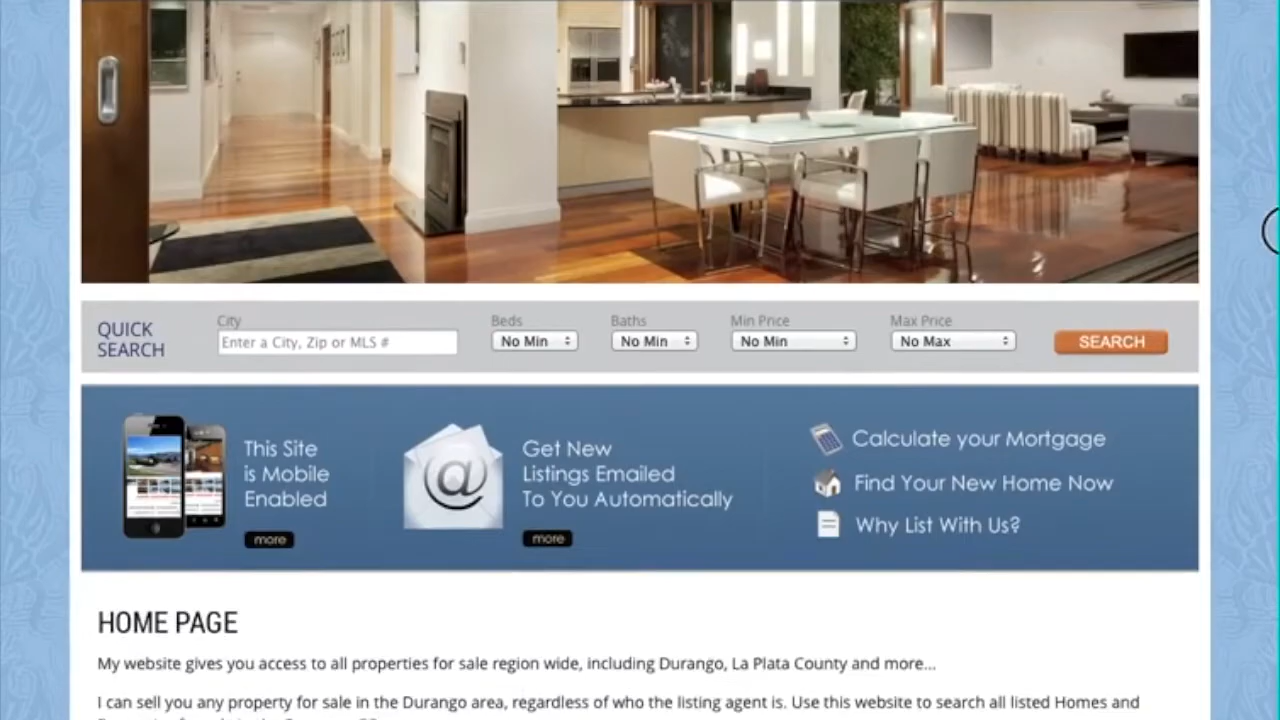 QUICK
SEARCH
City
Enter a City, Zip or MLS #
Beds
No Min
Baths
No Min
Min Price
No Min
Max Price
No Max
SEARCH
This Site
is Mobile
Enabled
more
@
Get New
Listings Emailed
To You Automatically
more
Calculate your Mortgage
Find Your New Home Now
Why List With Us?
HOME PAGE
My website gives you access to all properties for sale region wide, including Durango, La Plata County and more...
I can sell you any property for sale in the Durango area, regardless of who the listing agent is. Use this website to search all listed Homes and